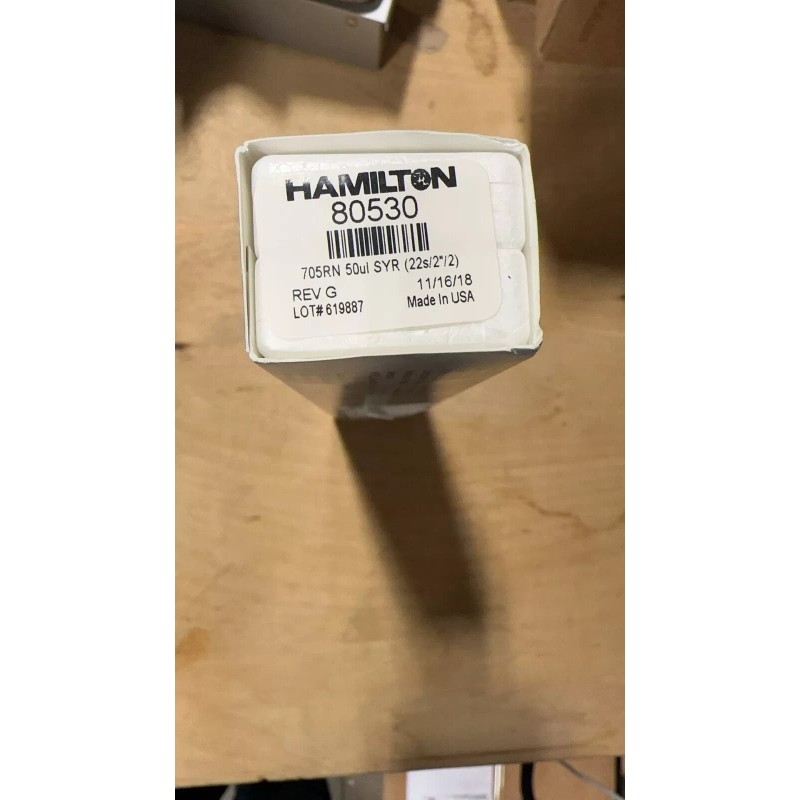 HAMILTON
80530
705RN 50ul SYR (22s/2"/2)
REV G 11/16/18
LOT# 619887 Made In USA